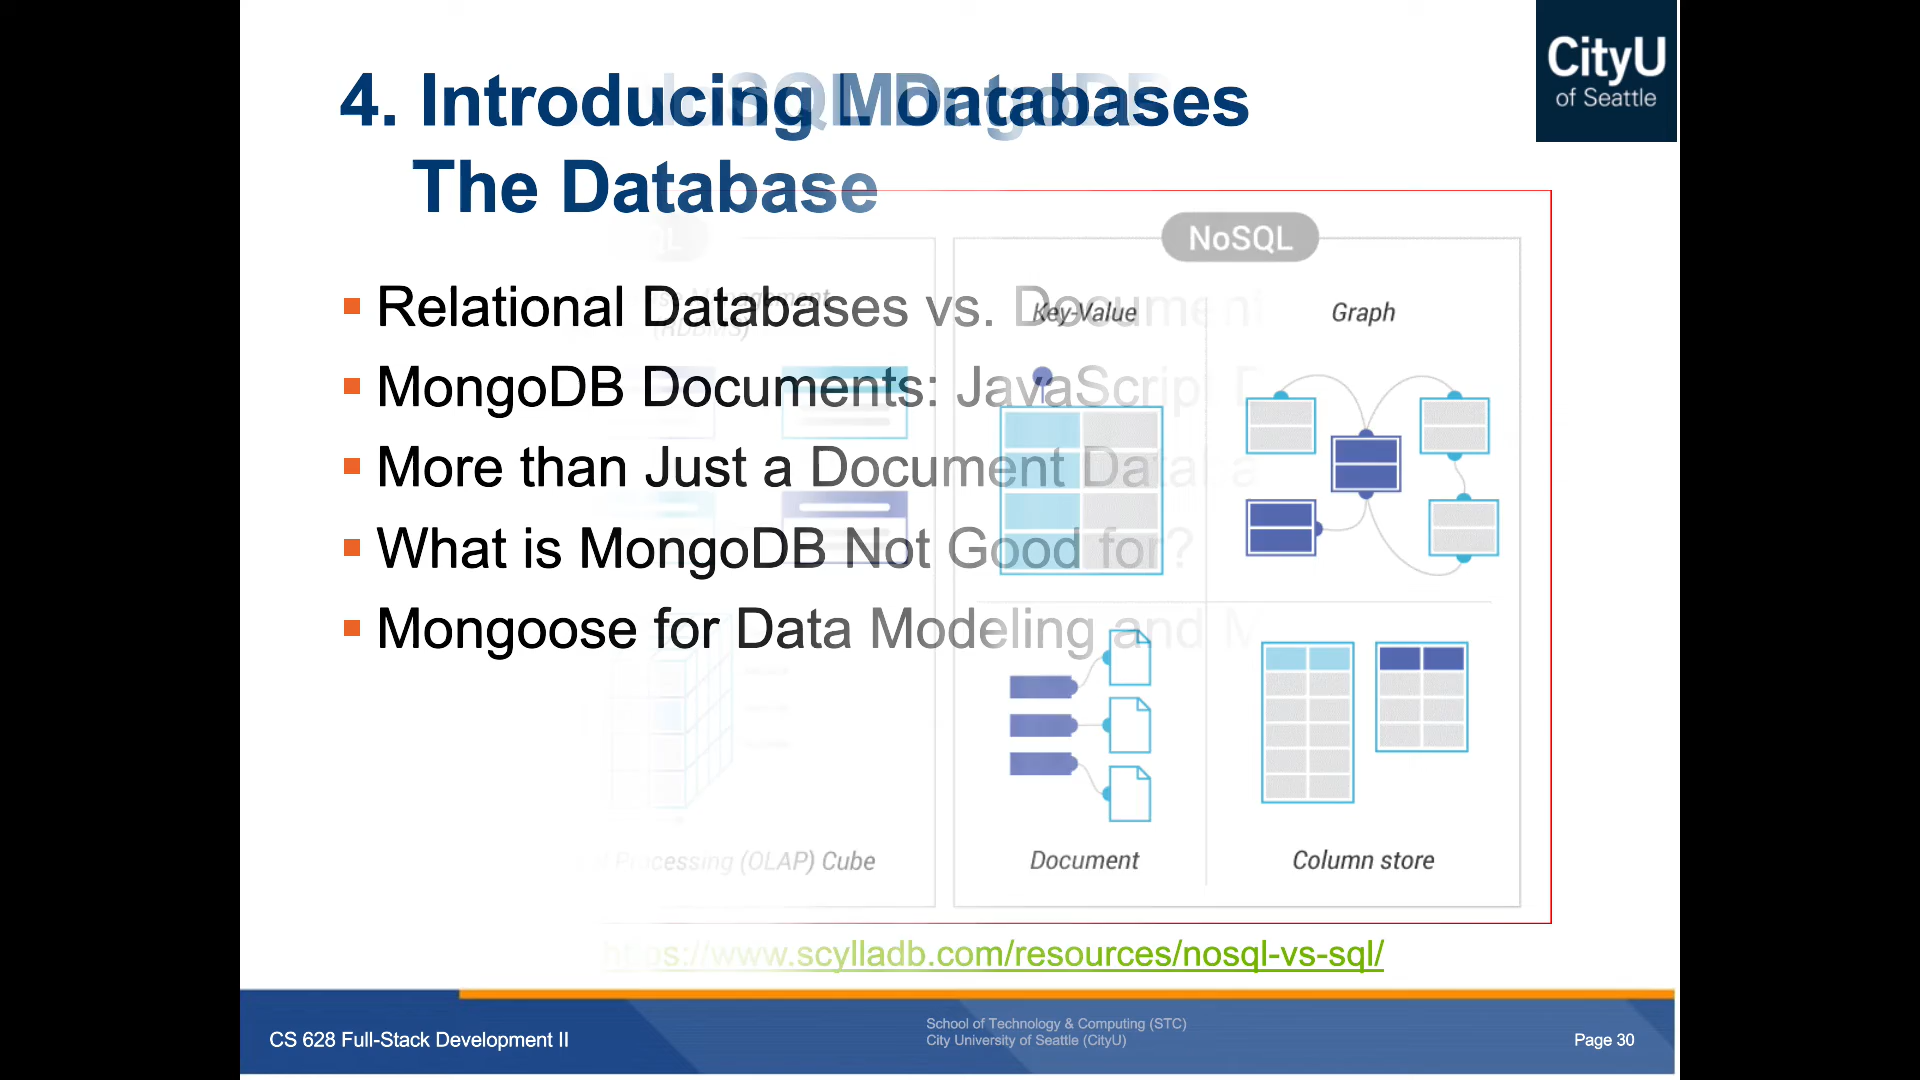 CityU
of Seattle
4. Introducing MongoDB
The Database
NoSQL
Relational Databases vs. Document
Key-Value
Graph
MongoDB Documents: JavaScript
More than Just a Document
What is MongoDB Not Good for?
Mongoose for Data Modeling and
Processing (OLAP) Cube
Document
Column store
https://www.scylladb.com/resources/nosql-vs-sql/
CS 628 Full-Stack Development II
School of Technology & Computing (STC)
City University of Seattle (CityU)
Page 30